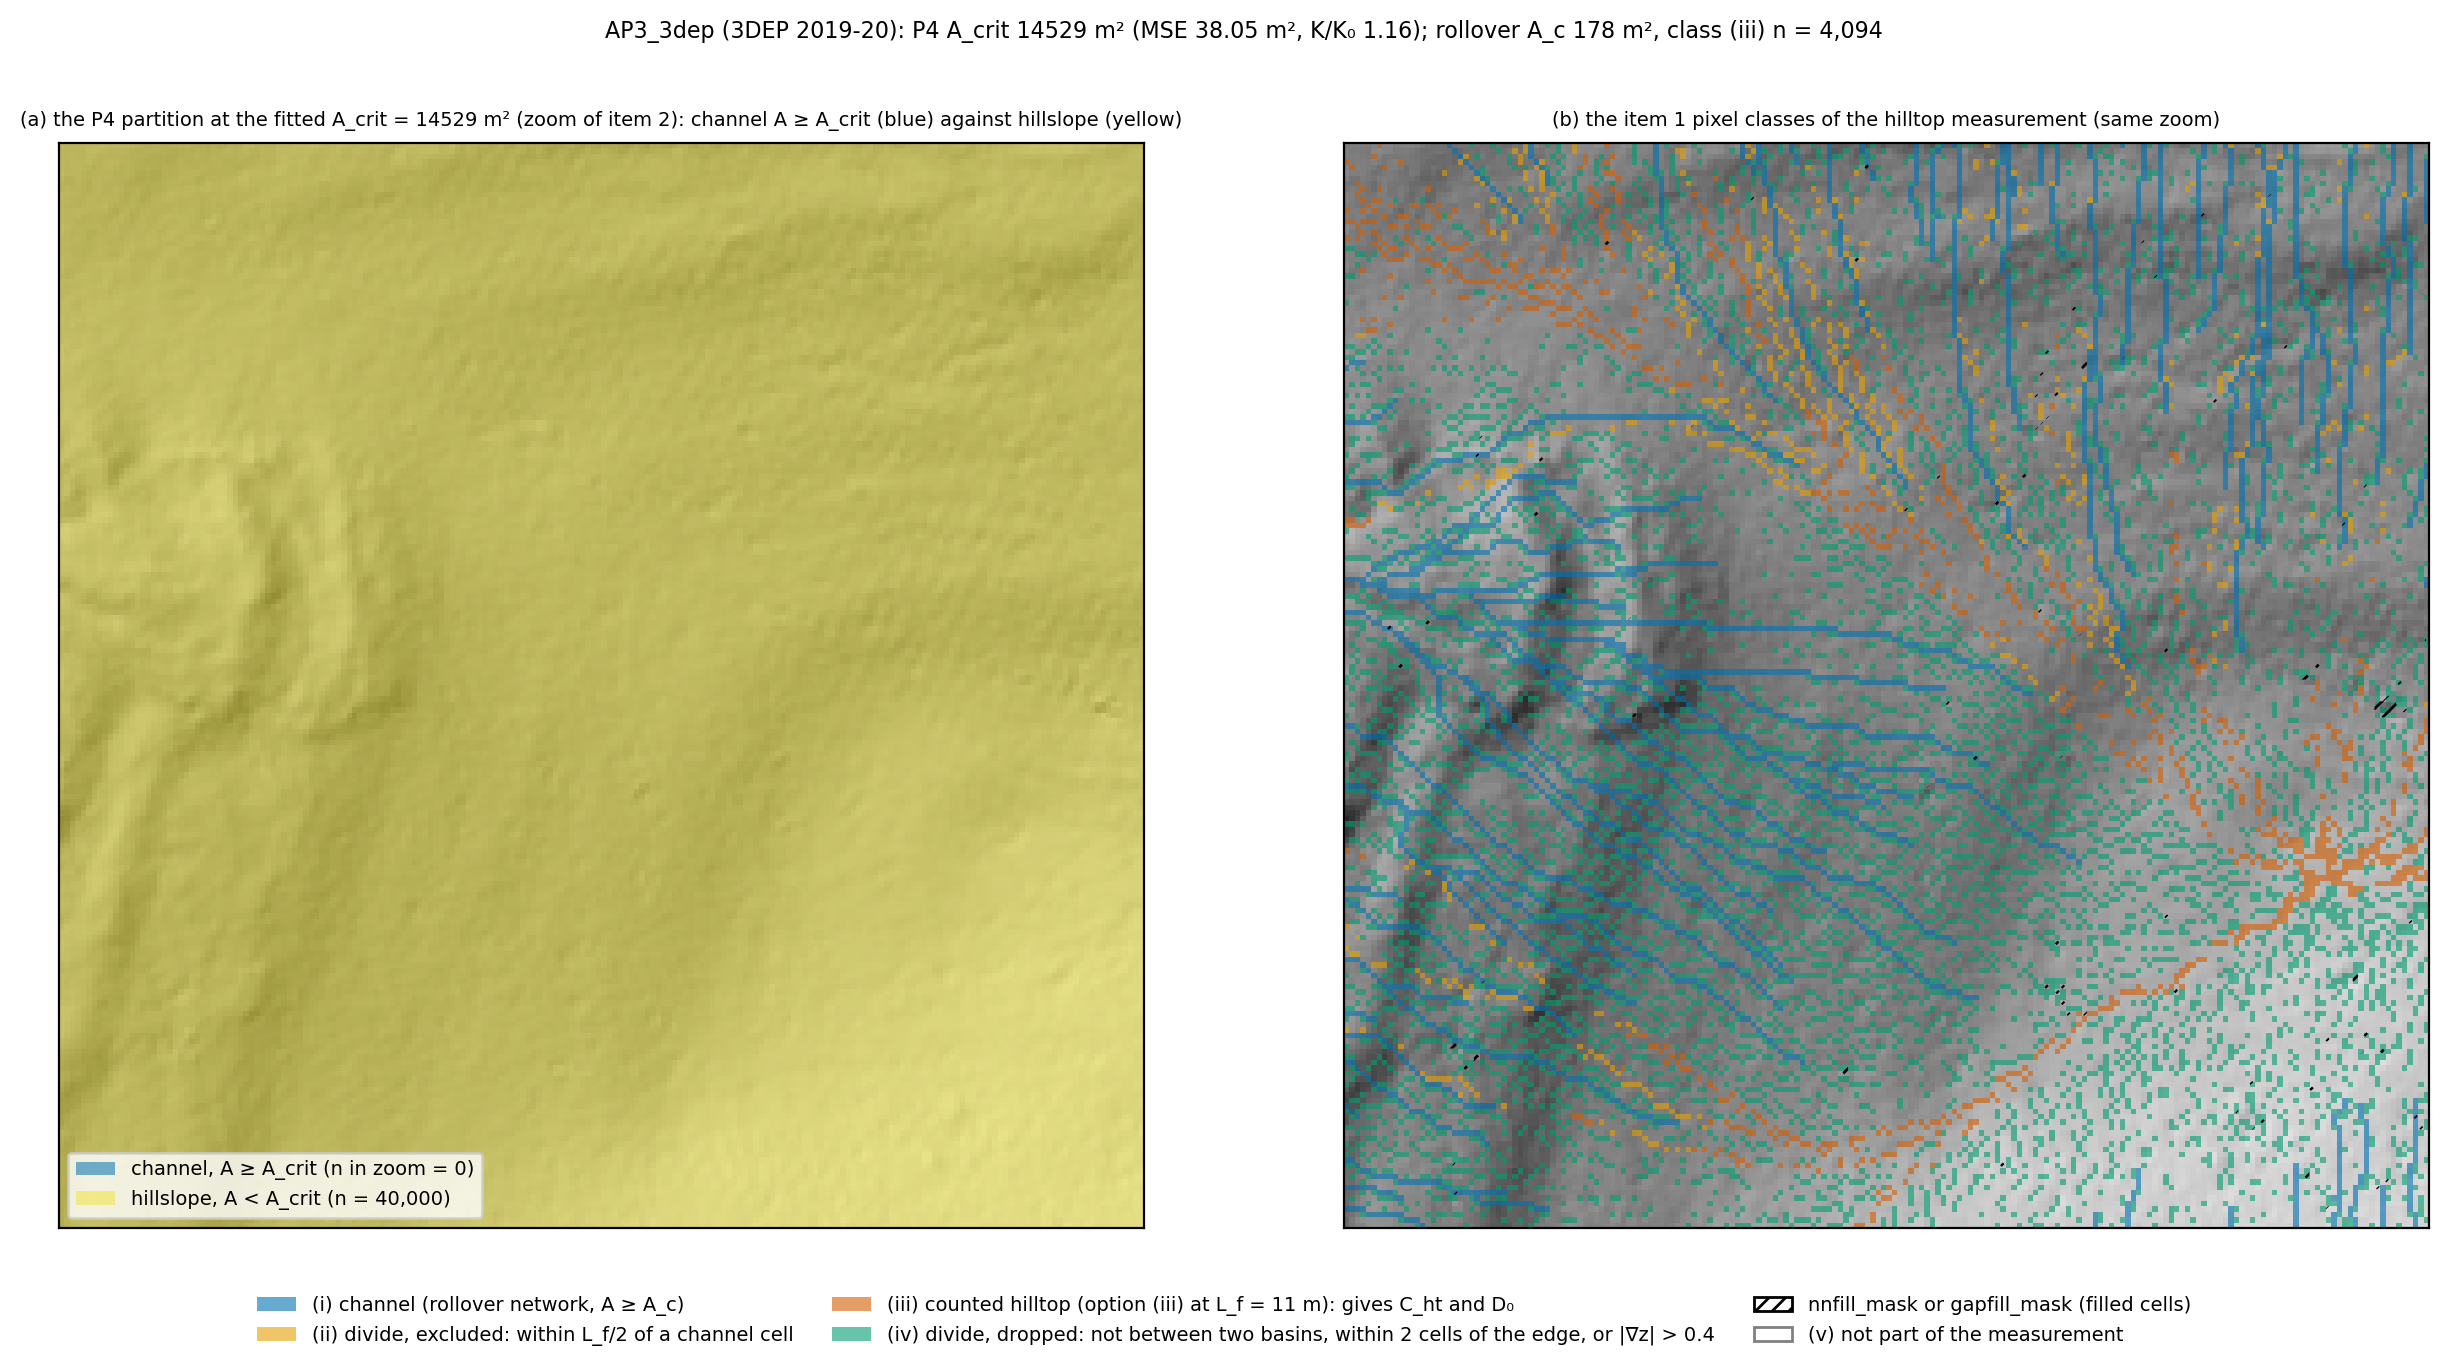 AP3_3dep (3DEP 2019-20): P4 A_crit 14529 m² (MSE 38.05 m², K/K₀ 1.16); rollover A_c 178 m², class (iii) n = 4,094
(a) the P4 partition at the fitted A_crit = 14529 m² (zoom of item 2): channel A ≥ A_crit (blue) against hillslope (yellow)
(b) the item 1 pixel classes of the hilltop measurement (same zoom)
channel, A ≥ A_crit (n in zoom = 0)
hillslope, A < A_crit (n = 40,000)
(i) channel (rollover network, A ≥ A_c)
(ii) divide, excluded: within L_f/2 of a channel cell
(iii) counted hilltop (option (iii) at L_f = 11 m): gives C_ht and D₀
(iv) divide, dropped: not between two basins, within 2 cells of the edge, or |∇z| > 0.4
nnfill_mask or gapfill_mask (filled cells)
(v) not part of the measurement